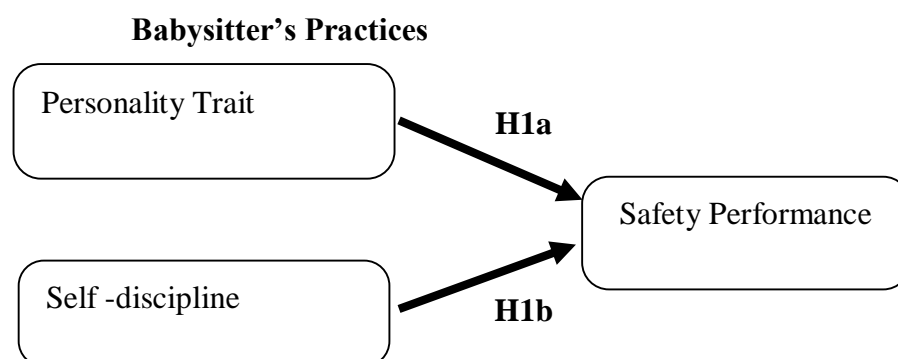 Babysitter's Practices
Personality Trait
H1a
Safety Performance
Self -discipline
H1b